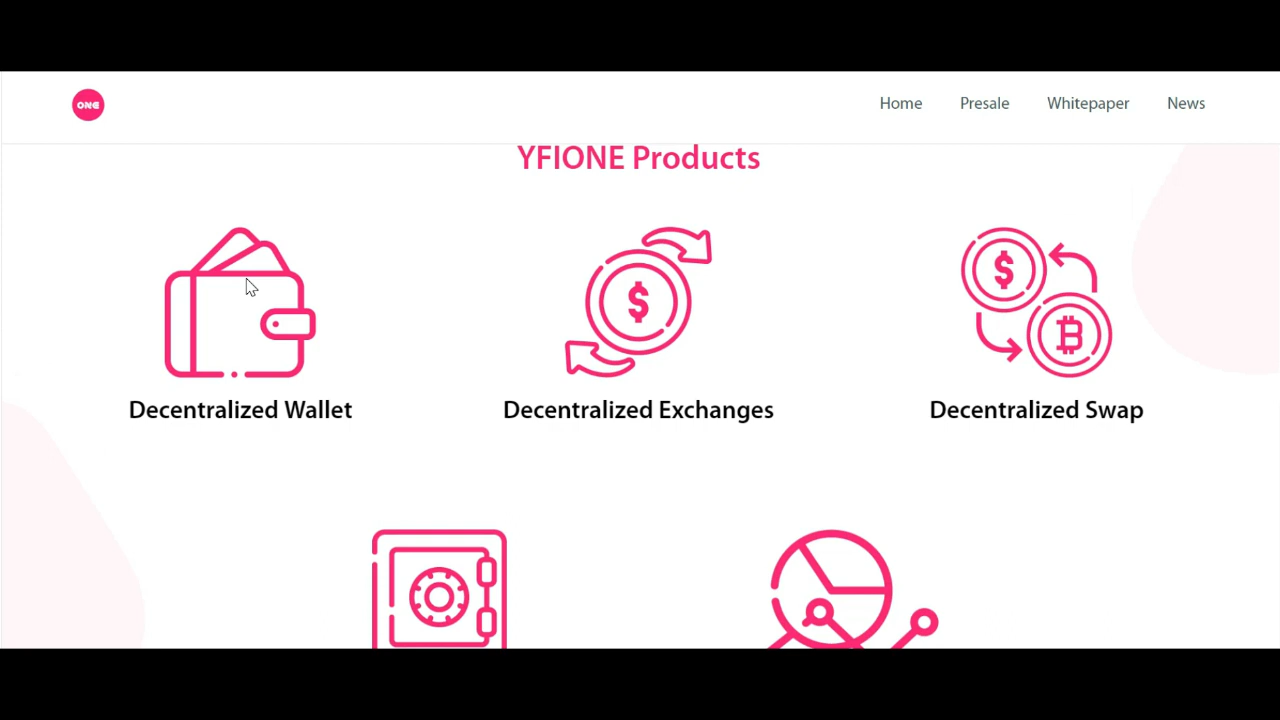 ONE
Home Presale Whitepaper News
YFIONE Products
Decentralized Wallet
Decentralized Exchanges
Decentralized Swap